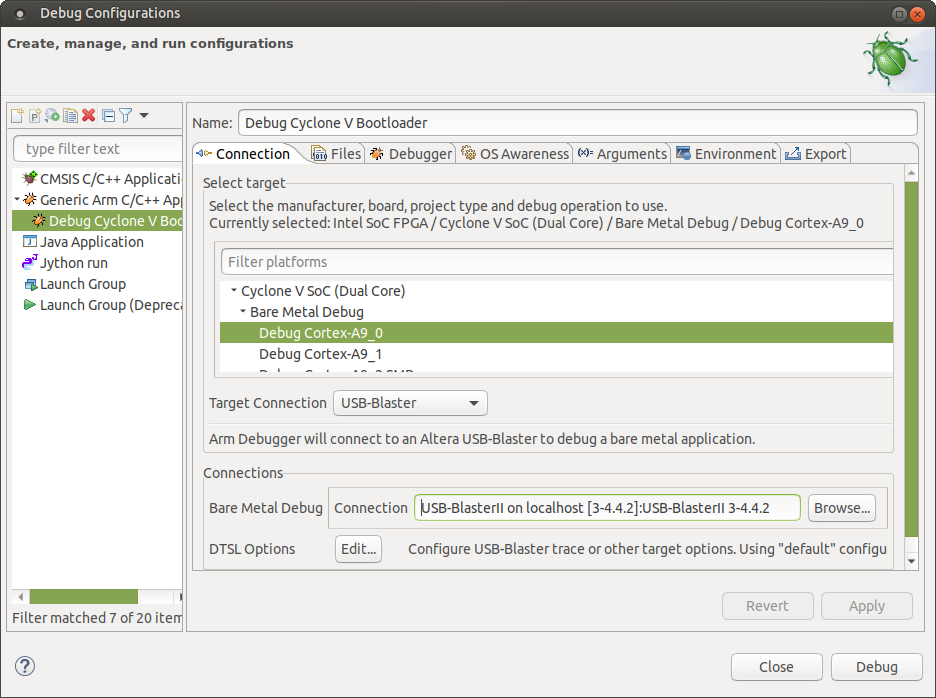 Debug Configurations
Create, manage, and run configurations
type filter text
CMSIS C/C++ Applicati
Generic Arm C/C++ Ap
Debug Cyclone V Boo
Java Application
Jython run
Launch Group
Launch Group (Depreca
Filter matched 7 of 20 item
Name: Debug Cyclone V Bootloader
Connection Files Debugger OS Awareness Arguments Environment Export
Select target
Select the manufacturer, board, project type and debug operation to use.
Currently selected: Intel SoC FPGA / Cyclone V SoC (Dual Core) / Bare Metal Debug / Debug Cortex-A9_0
Filter platforms
Cyclone V SoC (Dual Core)
Bare Metal Debug
Debug Cortex-A9_0
Debug Cortex-A9_1
Target Connection USB-Blaster
Arm Debugger will connect to an Altera USB-Blaster to debug a bare metal application.
Connections
Bare Metal Debug Connection USB-BlasterII on localhost [3-4.4.2]:USB-BlasterII 3-4.4.2 Browse...
DTSL Options Edit... Configure USB-Blaster trace or other target options. Using "default" configu
Revert Apply
Close Debug